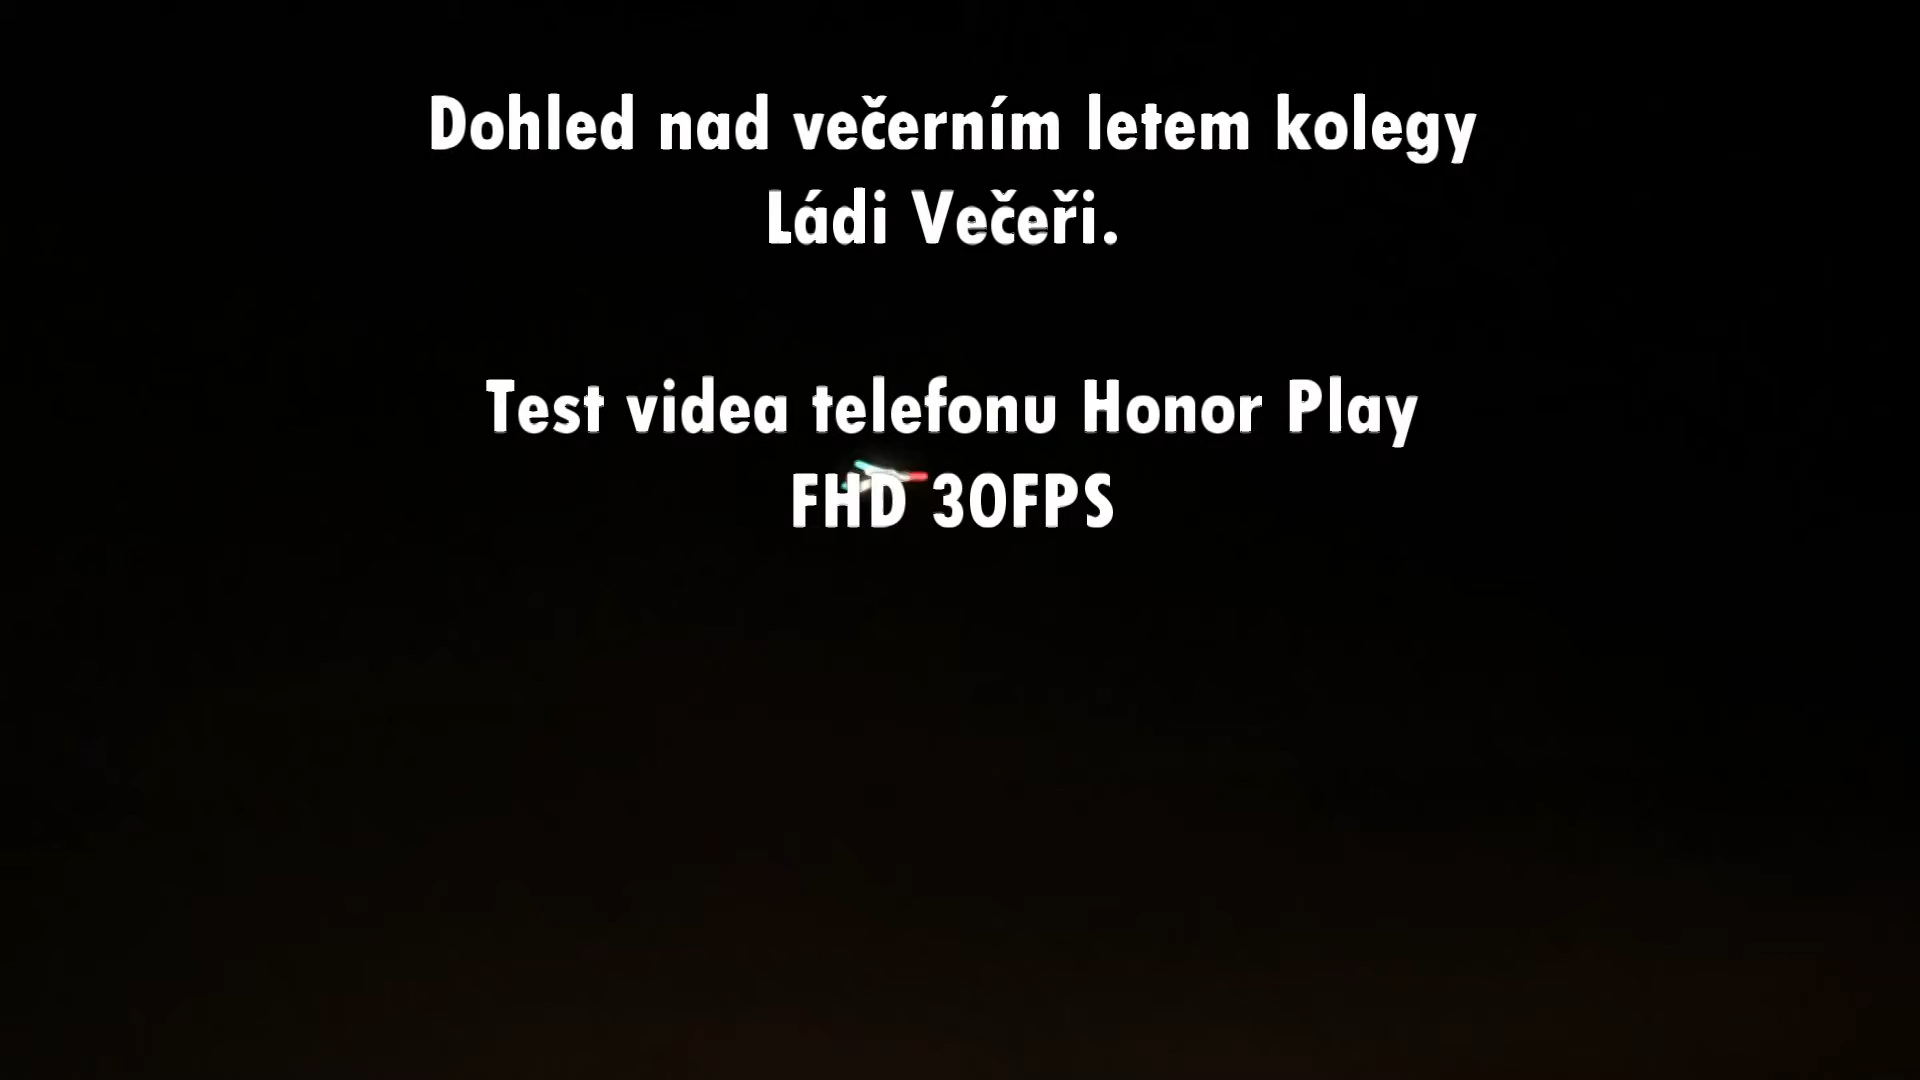 Dohled nad večerním letem kolegy
Ládi Večeři.
Test videa telefonu Honor Play
FHD 30FPS